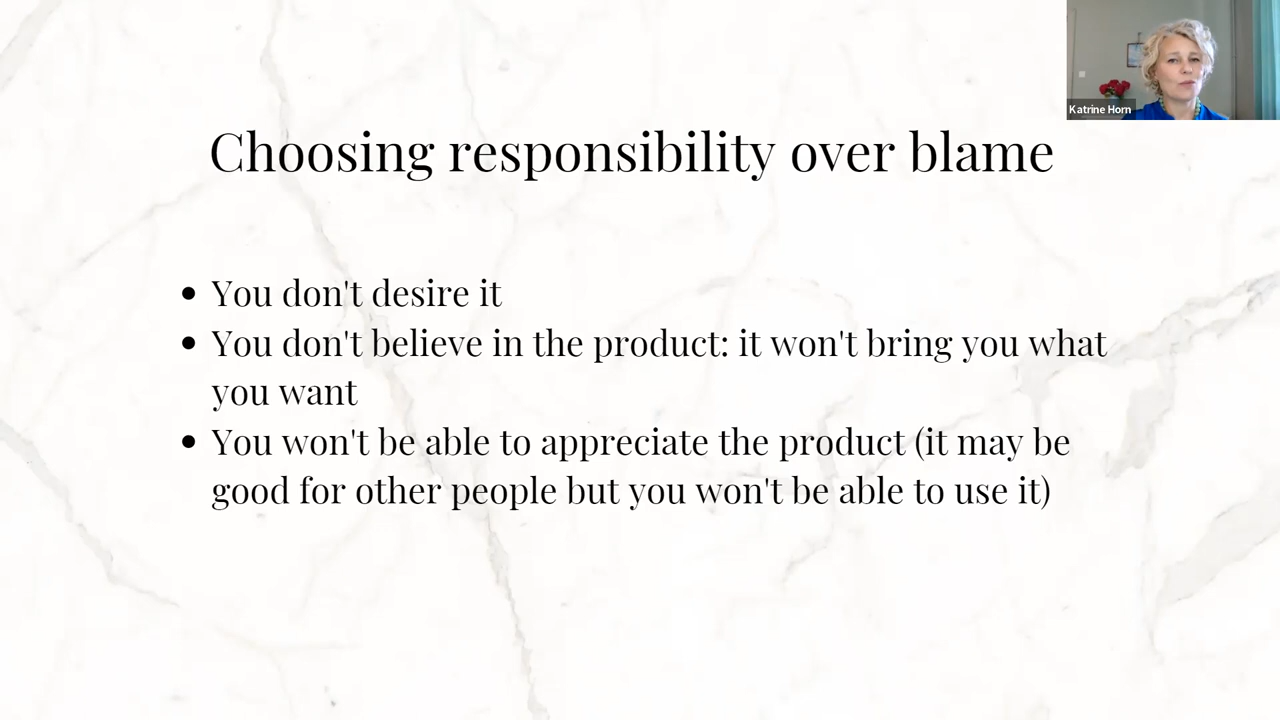 Katrine Horn
Choosing responsibility over blame
• You don't desire it
• You don't believe in the product: it won't bring you what
you want
• You won't be able to appreciate the product (it may be
good for other people but you won't be able to use it)